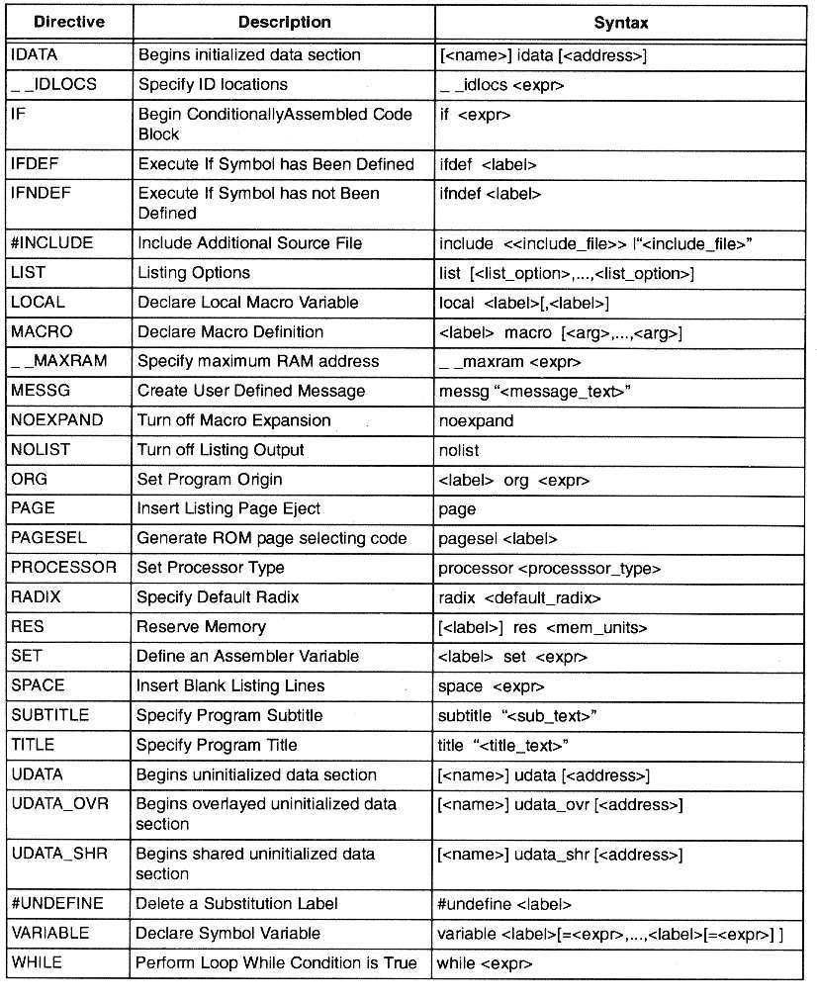 Directive Description Syntax
IDATA Begins initialized data section [<name>] idata [<address>]
_ _IDLOCS Specify ID locations _ _idlocs <expr>
IF Begin ConditionallyAssembled Code if <expr>
Block
IFDEF Execute If Symbol has Been Defined ifdef <label>
IFNDEF Execute If Symbol has not Been ifndef <label>
Defined
#INCLUDE Include Additional Source File include <<include_file>> |“<include_file>”
LIST Listing Options list [<list_option>,...,<list_option>]
LOCAL Declare Local Macro Variable local <label>[,<label>]
MACRO Declare Macro Definition <label> macro [<arg>,...,<arg>]
_ _MAXRAM Specify maximum RAM address _ _maxram <expr>
MESSG Create User Defined Message messg “<message_text>”
NOEXPAND Turn off Macro Expansion noexpand
NOLIST Turn off Listing Output nolist
ORG Set Program Origin <label> org <expr>
PAGE Insert Listing Page Eject page
PAGESEL Generate ROM page selecting code pagesel <label>
PROCESSOR Set Processor Type processor <processsor_type>
RADIX Specify Default Radix radix <default_radix>
RES Reserve Memory [<label>] res <mem_units>
SET Define an Assembler Variable <label> set <expr>
SPACE Insert Blank Listing Lines space <expr>
SUBTITLE Specify Program Subtitle subtitle “<sub_text>”
TITLE Specify Program Title title “<title_text>”
UDATA Begins uninitialized data section [<name>] udata [<address>]
UDATA_OVR Begins overlayed uninitialized data [<name>] udata_ovr [<address>]
section
UDATA_SHR Begins shared uninitialized data [<name>] udata_shr [<address>]
section
#UNDEFINE Delete a Substitution Label #undefine <label>
VARIABLE Declare Symbol Variable variable <label>[=<expr>,...,<label>[=<expr>] ]
WHILE Perform Loop While Condition is True while <expr>